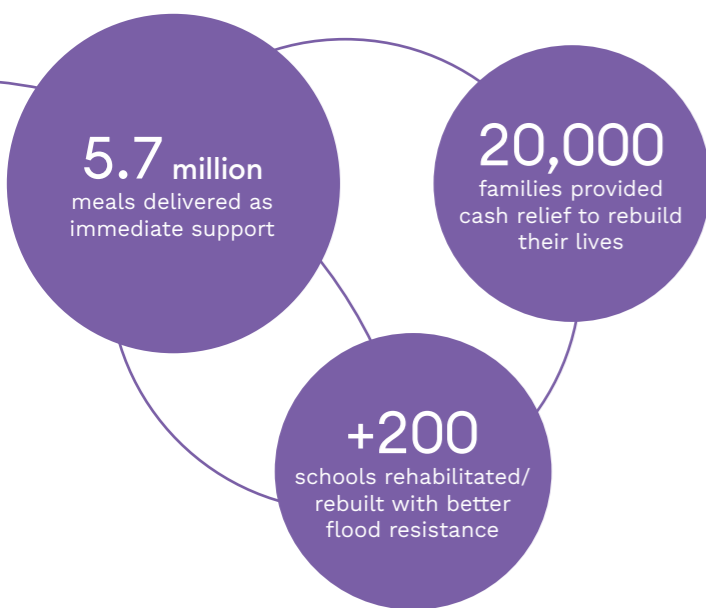 5.7 million
meals delivered as
immediate support
20,000
families provided
cash relief to rebuild
their lives
+200
schools rehabilitated/
rebuilt with better
flood resistance